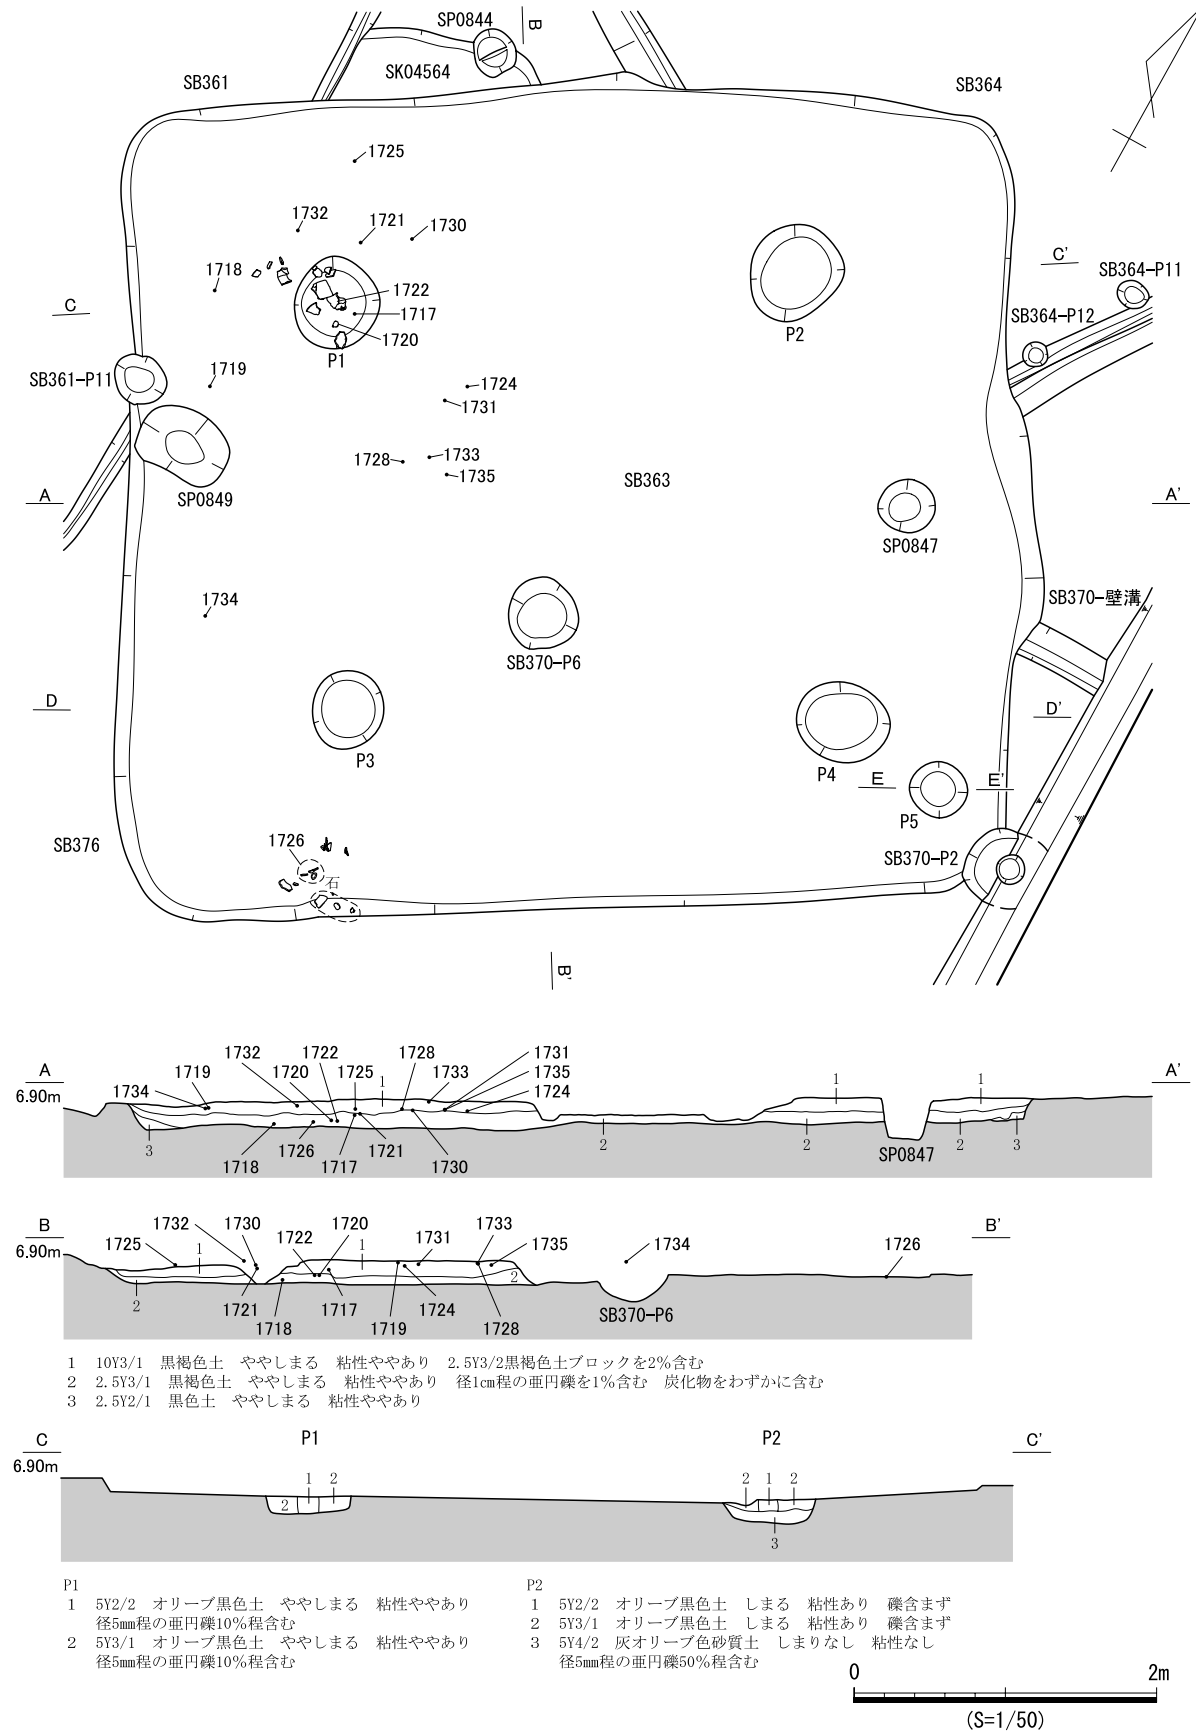 SP0844
B
SK04564
SB361
SB364
1725
1732
1721
1730
1718
C
C'
SB364-P11
1722
1717
SB364-P12
1720
P1
P2
SB361-P11
1719
1724
1731
1728
1733
1735
SB363
A
A'
SP0849
SP0847
1734
SB370-壁溝
SB370-P6
D
D'
P3
P4
E
E'
P5
SB376
1726
石
SB370-P2
B'
A
6.90m
1734
1719
1732
1720
1722
1725
1
1728
1733
1731
1735
1724
1
1
A'
3
1718
1726
1717
1721
1730
2
2
SP0847
2
3
B
6.90m
1725
1732
1
1730
1722
1720
1
1731
1733
1735
1734
1726
B'
2
1721
1718
1717
1719
1724
2
1728
SB370-P6
1 10Y3/1 黒褐色土 ややしまる 粘性ややあり 2.5Y3/2黒褐色土ブロックを2%含む
2 2.5Y3/1 黒褐色土 ややしまる 粘性ややあり 径1cm程の亜円礫を1%含む 炭化物をわずかに含む
3 2.5Y2/1 黒色土 ややしまる 粘性ややあり
C
6.90m
P1
P2
C'
1
2
2
2
1
2
3
P1
1 5Y2/2 オリーブ黒色土 ややしまる 粘性ややあり
径5mm程の亜円礫10%程含む
2 5Y3/1 オリーブ黒色土 ややしまる 粘性ややあり
径5mm程の亜円礫10%程含む
P2
1 5Y2/2 オリーブ黒色土 しまる 粘性あり 礫含まず
2 5Y3/1 オリーブ黒色土 しまる 粘性あり 礫含まず
3 5Y4/2 灰オリーブ色砂質土 しまりなし 粘性なし
径5mm程の亜円礫50%程含む
0
2m
(S=1/50)